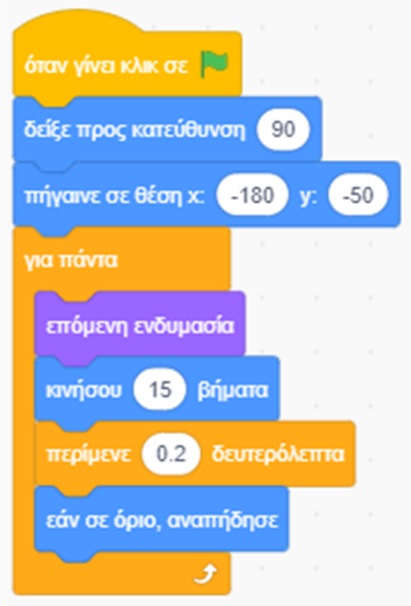 όταν γίνει κλικ σε
δείξε προς κατεύθυνση 90
πήγαινε σε θέση x: -180 y: -50
για πάντα
επόμενη ενδυμασία
κινήσου 15 βήματα
περίμενε 0.2 δευτερόλεπτα
εάν σε όριο, αναπήδησε